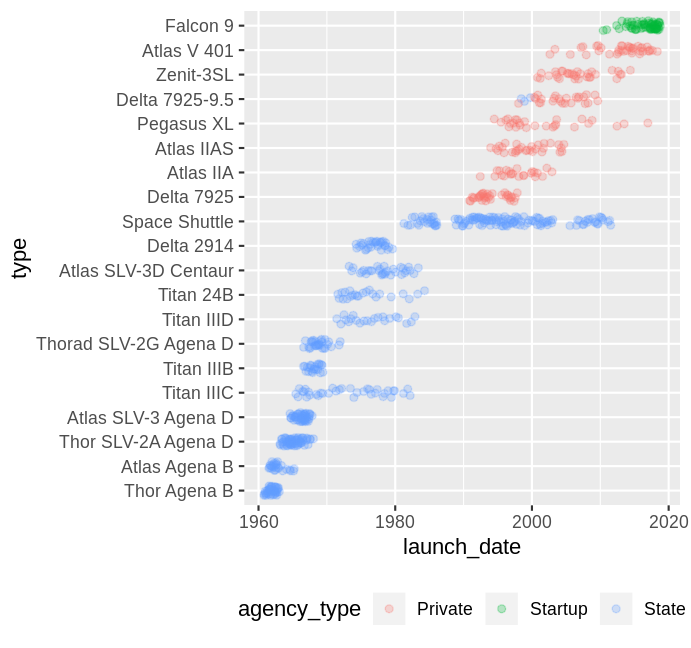 Falcon 9
Atlas V 401
Zenit-3SL
Delta 7925-9.5
Pegasus XL
Atlas IIAS
Atlas IIA
Delta 7925
Space Shuttle
Delta 2914
Atlas SLV-3D Centaur
Titan 24B
Titan IIID
Thorad SLV-2G Agena D
Titan IIIB
Titan IIIC
Atlas SLV-3 Agena D
Thor SLV-2A Agena D
Atlas Agena B
Thor Agena B
type
1960 1980 2000 2020
launch_date
agency_type Private Startup State